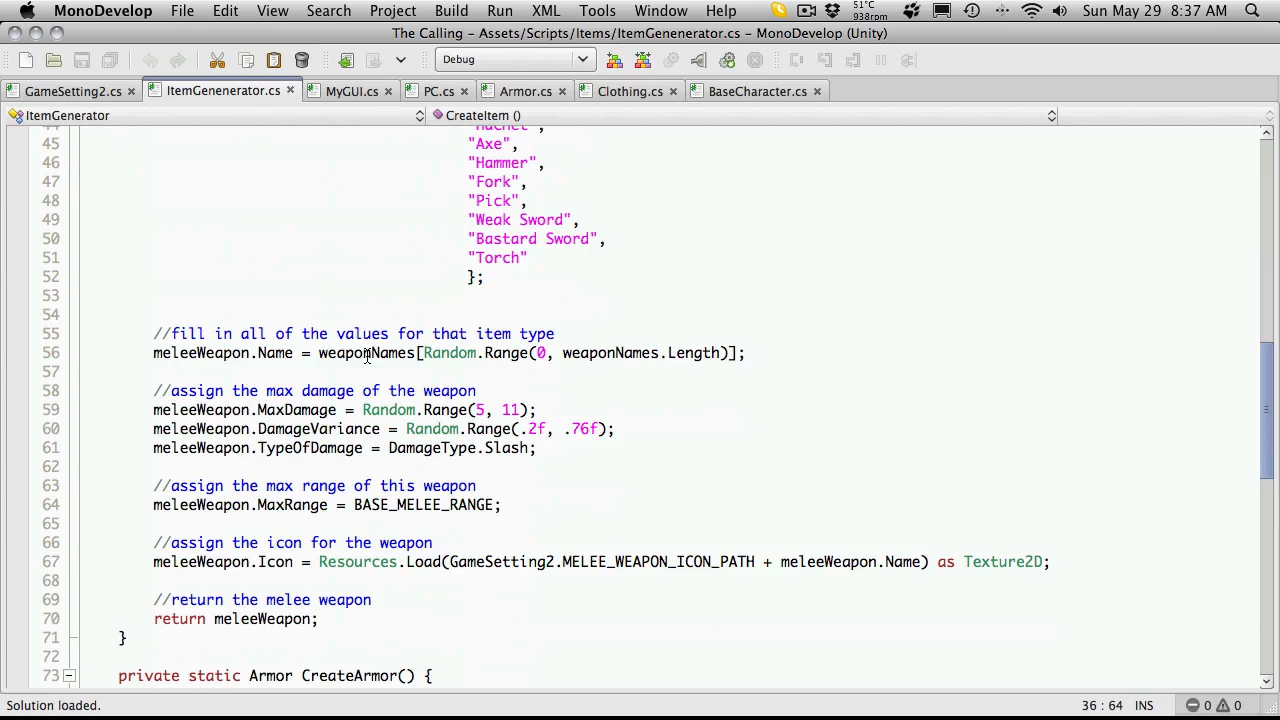 MonoDevelop File Edit View Search Project Build Run XML Tools Window Help 51°C 938rpm Sun May 29 8:37 AM
The Calling – Assets/Scripts/Items/ItemGenenerator.cs – MonoDevelop (Unity)
Debug
GameSetting2.cs ItemGenenerator.cs MyGUI.cs PC.cs Armor.cs Clothing.cs BaseCharacter.cs
ItemGenerator CreateItem ()
44 "Hachet",
45 "Axe",
46 "Hammer",
47 "Fork",
48 "Pick",
49 "Weak Sword",
50 "Bastard Sword",
51 "Torch"
52 };
53
54
55 //fill in all of the values for that item type
56 meleeWeapon.Name = weaponNames[Random.Range(0, weaponNames.Length)];
57
58 //assign the max damage of the weapon
59 meleeWeapon.MaxDamage = Random.Range(5, 11);
60 meleeWeapon.DamageVariance = Random.Range(.2f, .76f);
61 meleeWeapon.TypeOfDamage = DamageType.Slash;
62
63 //assign the max range of this weapon
64 meleeWeapon.MaxRange = BASE_MELEE_RANGE;
65
66 //assign the icon for the weapon
67 meleeWeapon.Icon = Resources.Load(GameSetting2.MELEE_WEAPON_ICON_PATH + meleeWeapon.Name) as Texture2D;
68
69 //return the melee weapon
70 return meleeWeapon;
71 }
72
73 private static Armor CreateArmor() {
Solution loaded. 36 : 64 INS 0 0